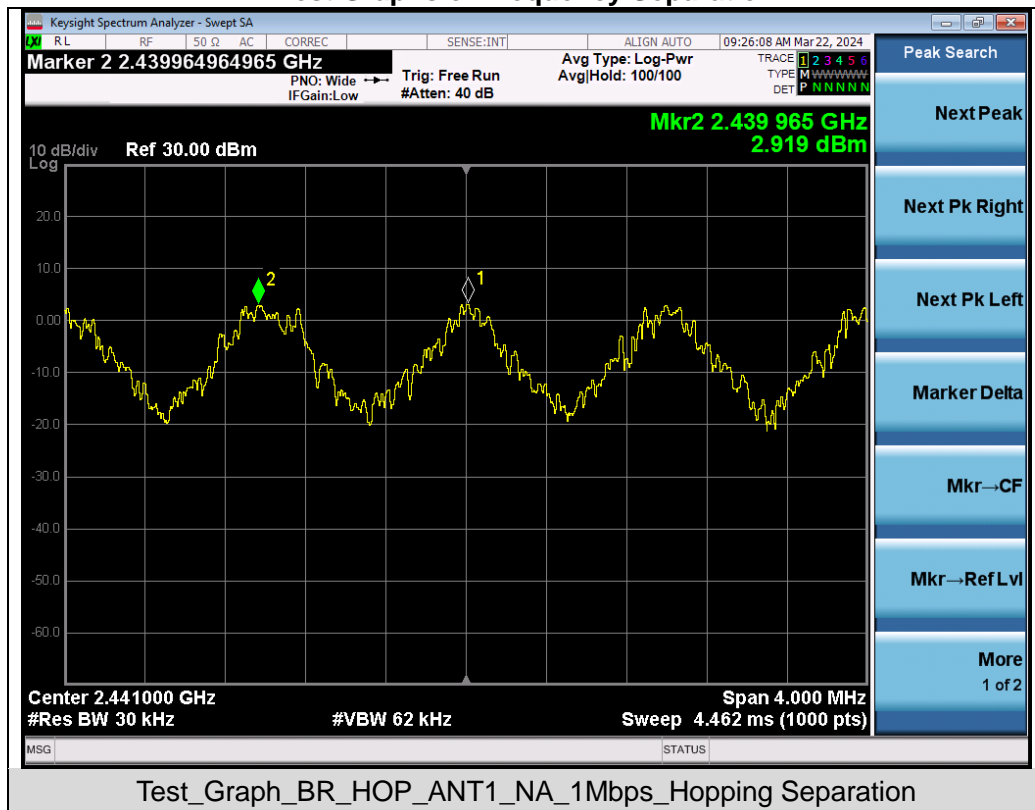 Keysight Spectrum Analyzer - Swept SA
LXI RL RF 50 Ω AC CORREC SENSE:INT ALIGN AUTO 09:26:08 AM Mar 22, 2024
Marker 2 2.439964964965 GHz
PNO: Wide
IFGain:Low
Trig: Free Run
#Atten: 40 dB
Avg Type: Log-Pwr
Avg|Hold: 100/100
TRACE 1 2 3 4 5 6
TYPE M WWWWW
DET P N N N N N
Mkr2 2.439 965 GHz
2.919 dBm
10 dB/div Ref 30.00 dBm
Log
20.0
10.0
0.00
-10.0
-20.0
-30.0
-40.0
-50.0
-60.0
2
1
Center 2.441000 GHz Span 4.000 MHz
#Res BW 30 kHz #VBW 62 kHz Sweep 4.462 ms (1000 pts)
MSG STATUS
Peak Search
Next Peak
Next Pk Right
Next Pk Left
Marker Delta
Mkr→CF
Mkr→Ref Lvl
More
1 of 2
Test_Graph_BR_HOP_ANT1_NA_1Mbps_Hopping Separation